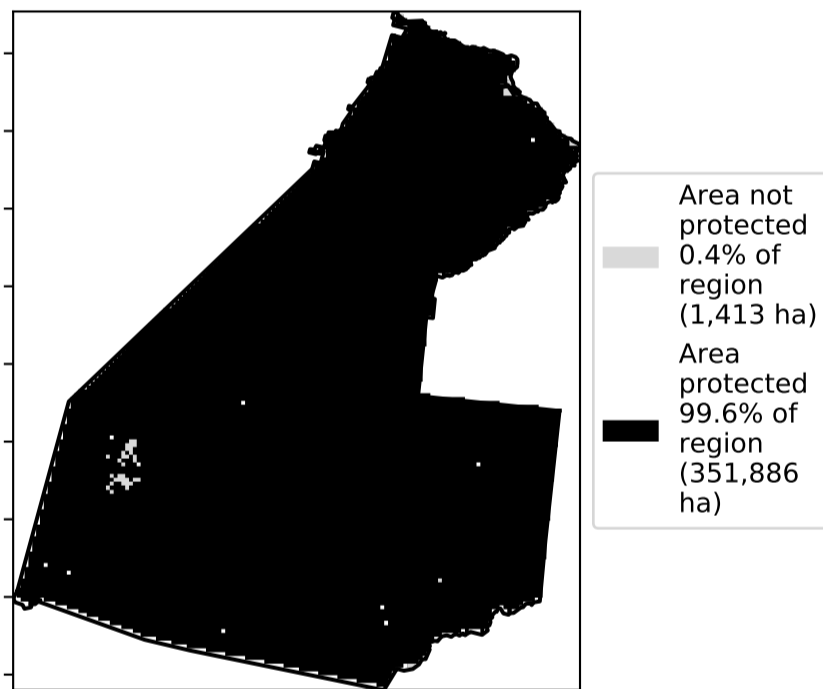 Area not
protected
0.4% of
region
(1,413 ha)
Area
protected
99.6% of
region
(351,886
ha)